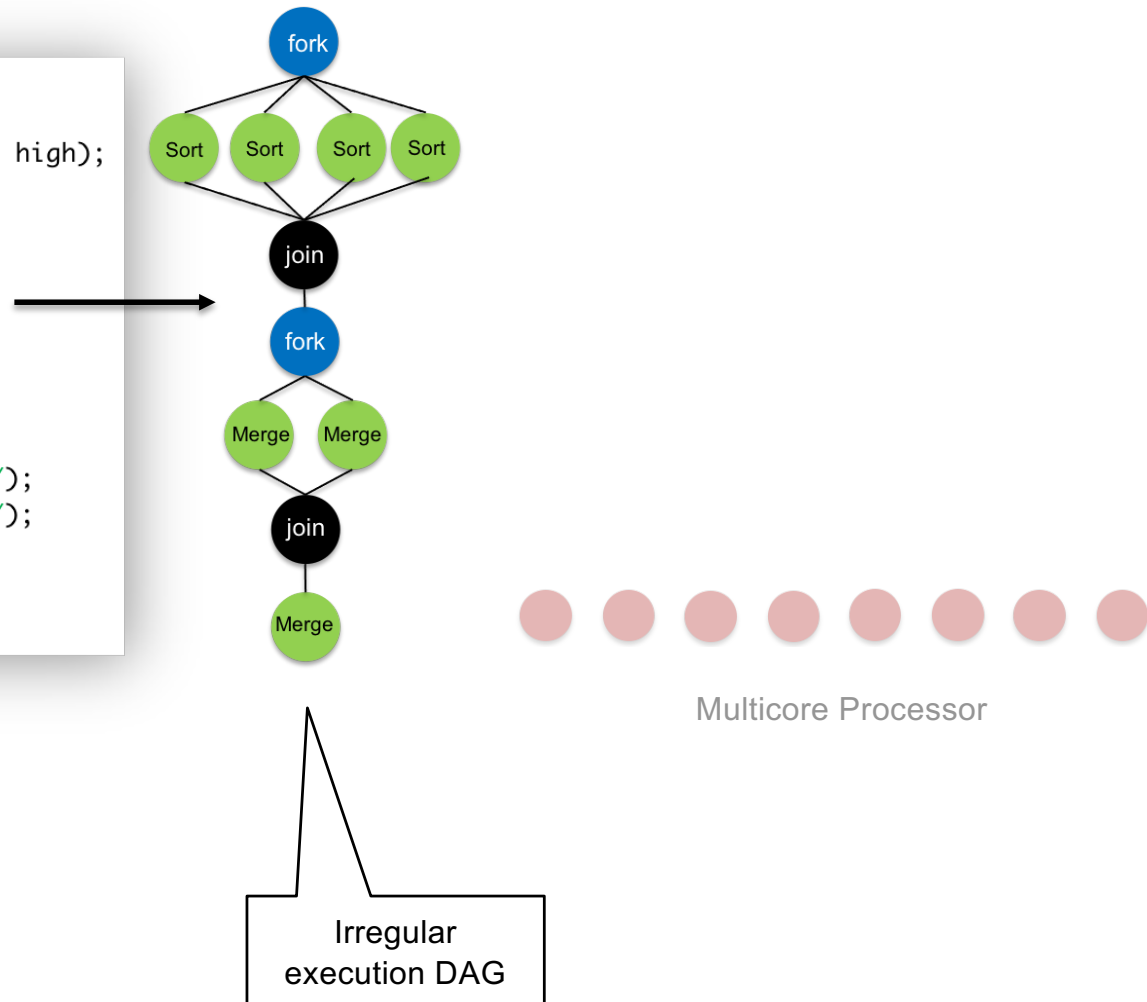 fork
high);
Sort Sort Sort Sort
join
fork
Merge Merge
);
);
join
Merge
Multicore Processor
Irregular
execution DAG